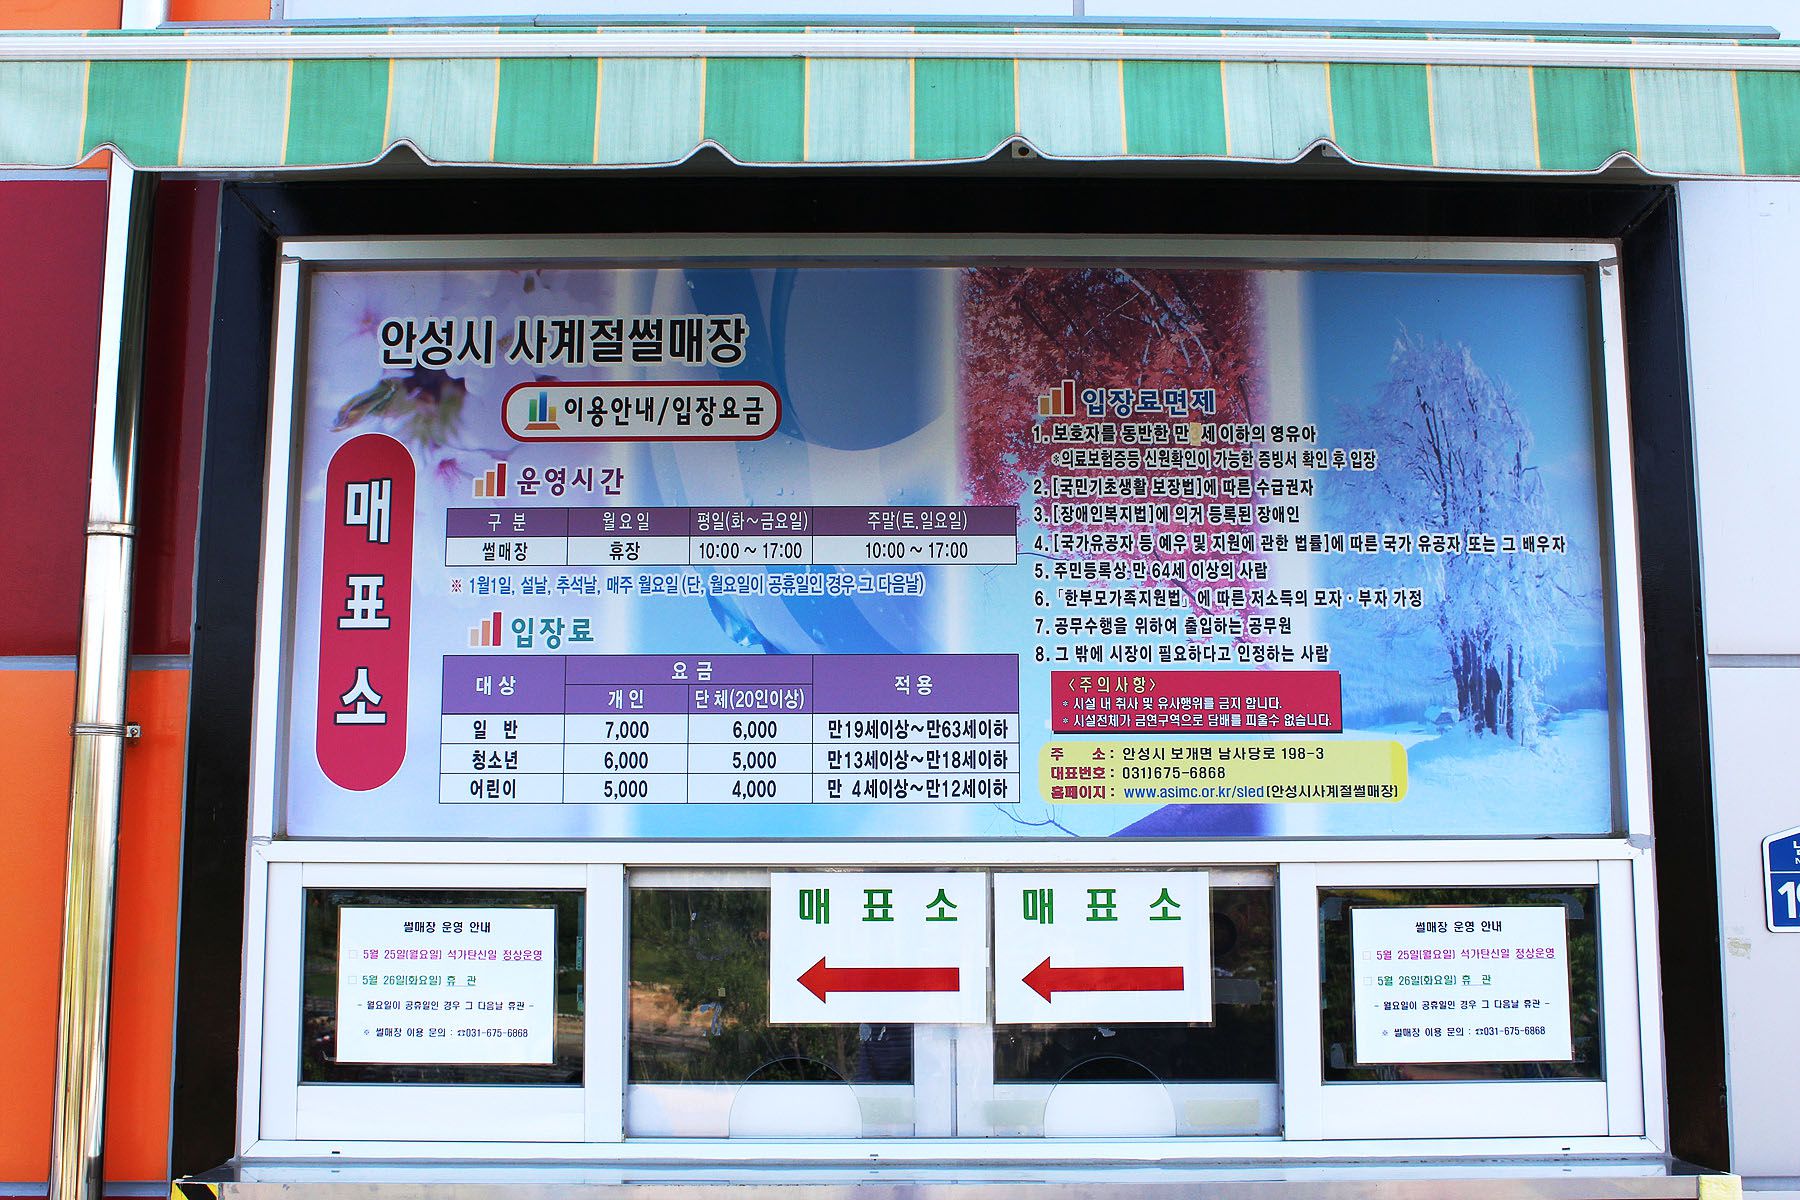 안성시 사계절썰매장
이용안내/입장요금
매표소
운영시간
구 분 월요일 평일(화~금요일) 주말(토.일요일)
썰매장 휴장 10:00 ~ 17:00 10:00 ~ 17:00
※ 1월1일, 설날, 추석날, 매주 월요일 (단, 월요일이 공휴일인 경우 그 다음날)
입장료
대 상 요 금 적 용
개 인 단 체(20인이상)
일 반 7,000 6,000 만19세이상~만63세이하
청소년 6,000 5,000 만13세이상~만18세이하
어린이 5,000 4,000 만 4세이상~만12세이하
입장료면제
1. 보호자를 동반한 만 세 이하의 영유아
※의료보험증등 신원확인이 가능한 증빙서 확인 후 입장
2. [국민기초생활 보장법]에 따른 수급권자
3. [장애인복지법]에 의거 등록된 장애인
4. [국가유공자 등 예우 및 지원에 관한 법률]에 따른 국가 유공자 또는 그 배우자
5. 주민등록상 만 64세 이상의 사람
6. 「한부모가족지원법」에 따른 저소득의 모자 · 부자 가정
7. 공무수행을 위하여 출입하는 공무원
8. 그 밖에 시장이 필요하다고 인정하는 사람
<주의사항>
* 시설 내 취사 및 유사행위를 금지 합니다.
* 시설전체가 금연구역으로 담배를 피울수 없습니다.
주 소 : 안성시 보개면 남사당로 198-3
대표번호 : 031)675-6868
홈페이지 : www.asimc.or.kr/sled(안성시사계절썰매장)
썰매장 운영 안내
□ 5월 25일(월요일) 석가탄신일 정상운영
□ 5월 26일(화요일) 휴 관
- 월요일이 공휴일인 경우 그 다음날 휴관 -
※ 썰매장 이용 문의 : ☎031-675-6868
매 표 소
매 표 소
썰매장 운영 안내
□ 5월 25일(월요일) 석가탄신일 정상운영
□ 5월 26일(화요일) 휴 관
- 월요일이 공휴일인 경우 그 다음날 휴관 -
※ 썰매장 이용 문의 : ☎031-675-6868